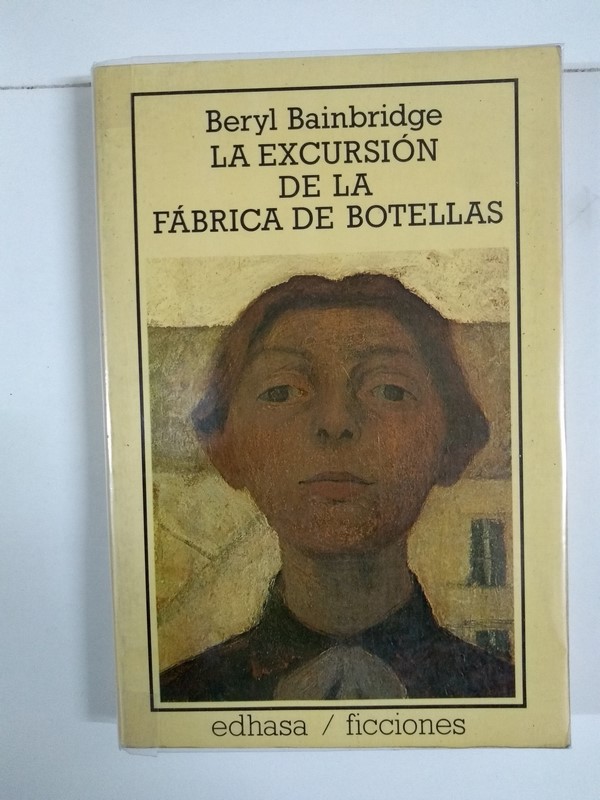 Beryl Bainbridge
LA EXCURSIÓN
DE LA
FÁBRICA DE BOTELLAS
edhasa / ficciones